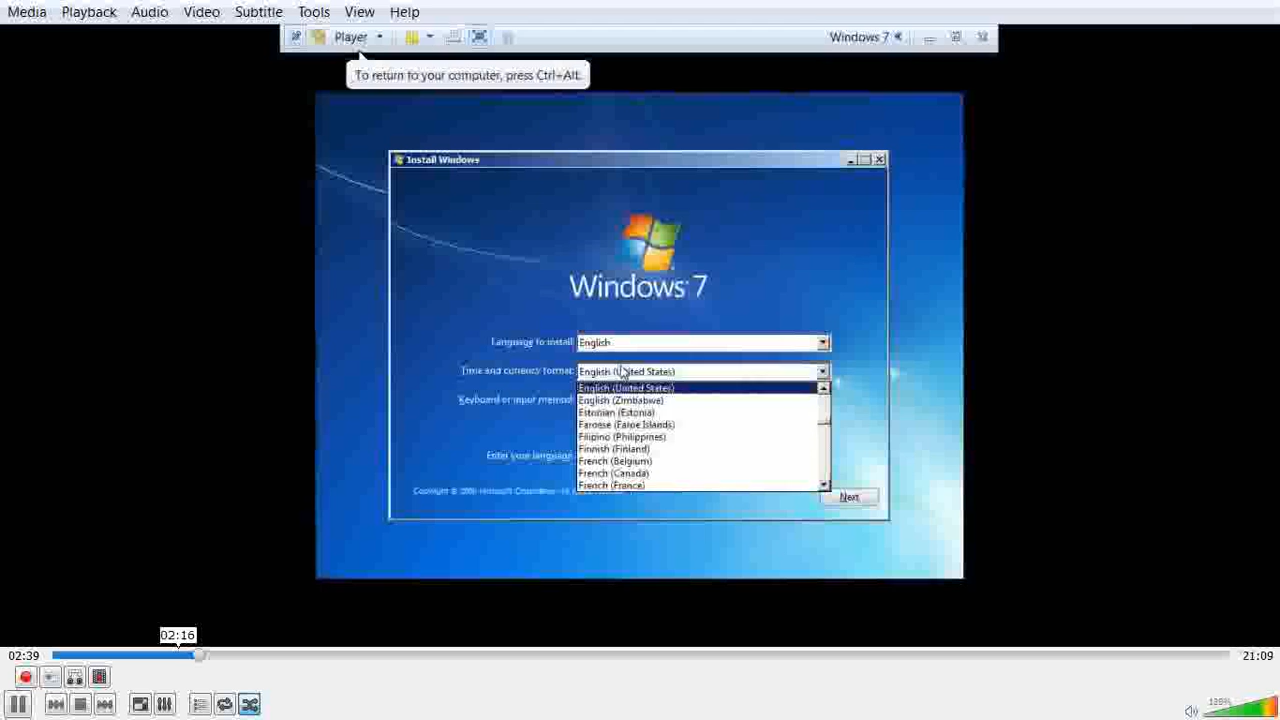 Media Playback Audio Video Subtitle Tools View Help
Player
Windows 7
To return to your computer, press Ctrl+Alt.
Install Windows
Windows 7
Language to install
English
Time and currency format:
English (United States)
English (United States)
Keyboard or input method
English (Zimbabwe)
Estonian (Estonia)
Faroese (Faroe Islands)
Filipino (Philippines)
Finnish (Finland)
Enter your language
French (Belgium)
French (Canada)
French (France)
Copyright © 2009 Microsoft Corporation
Next
02:16
02:39
21:09